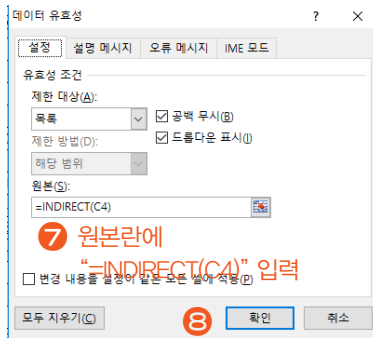 데이터 유효성 ? ×
설정 설명 메시지 오류 메시지 IME 모드
유효성 조건
제한 대상(A):
목록 공백 무시(B)
제한 방법(D): 드롭다운 표시(I)
해당 범위
원본(S):
=INDIRECT(C4)
7 원본란에
“=INDIRECT(C4)” 입력
변경 내용을 설정이 같은 모든 셀에 적용(P)
모두 지우기(C) 8 확인 취소